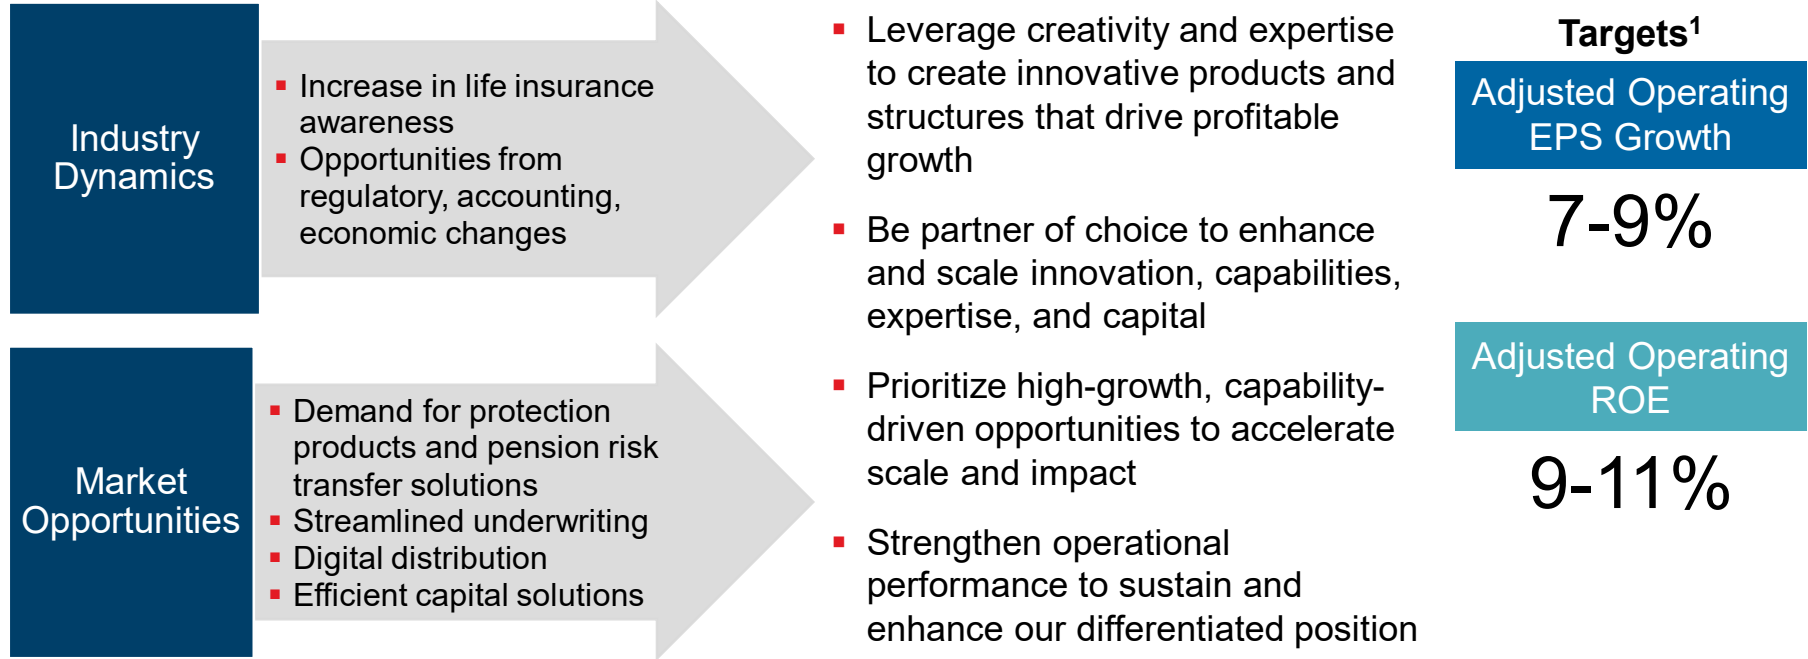 Industry
Dynamics
▪ Increase in life insurance
awareness
▪ Opportunities from
regulatory, accounting,
economic changes
Market
Opportunities
▪ Demand for protection
products and pension risk
transfer solutions
▪ Streamlined underwriting
▪ Digital distribution
▪ Efficient capital solutions
▪ Leverage creativity and expertise
to create innovative products and
structures that drive profitable
growth
▪ Be partner of choice to enhance
and scale innovation, capabilities,
expertise, and capital
▪ Prioritize high-growth, capability-
driven opportunities to accelerate
scale and impact
▪ Strengthen operational
performance to sustain and
enhance our differentiated position
Targets¹
Adjusted Operating
EPS Growth
7-9%
Adjusted Operating
ROE
9-11%